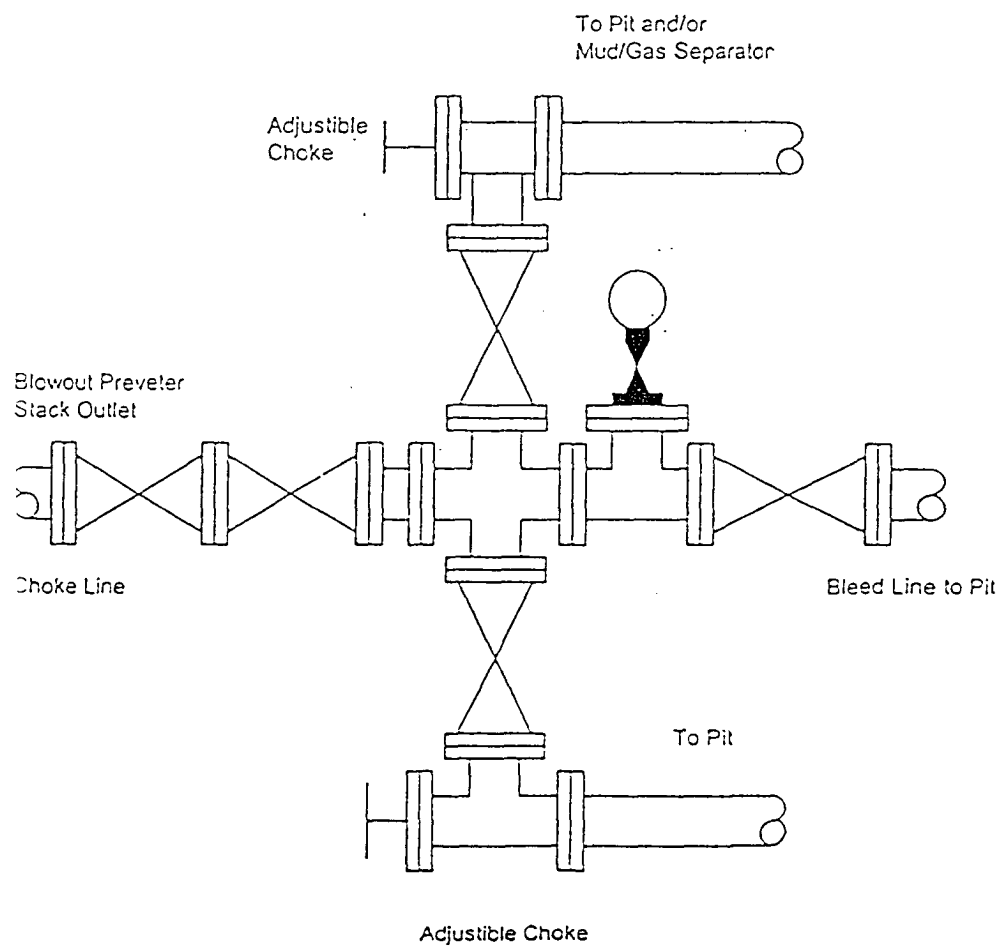 To Pit and/or
Mud/Gas Separator
Adjustible
Choke
Blowout Preveter
Stack Outlet
Choke Line
Bleed Line to Pit
To Pit
Adjustible Choke